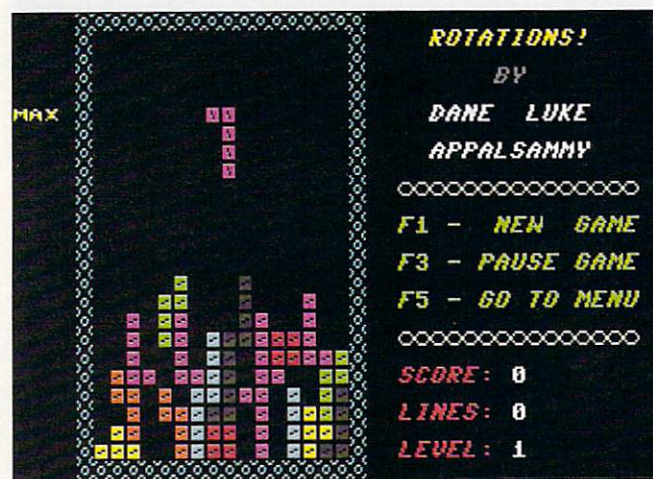 MAX
ROTATIONS!
BY
DANE LUKE
APPALSAMMY
F1 - NEW GAME
F3 - PAUSE GAME
F5 - GO TO MENU
SCORE: 0
LINES: 0
LEVEL: 1